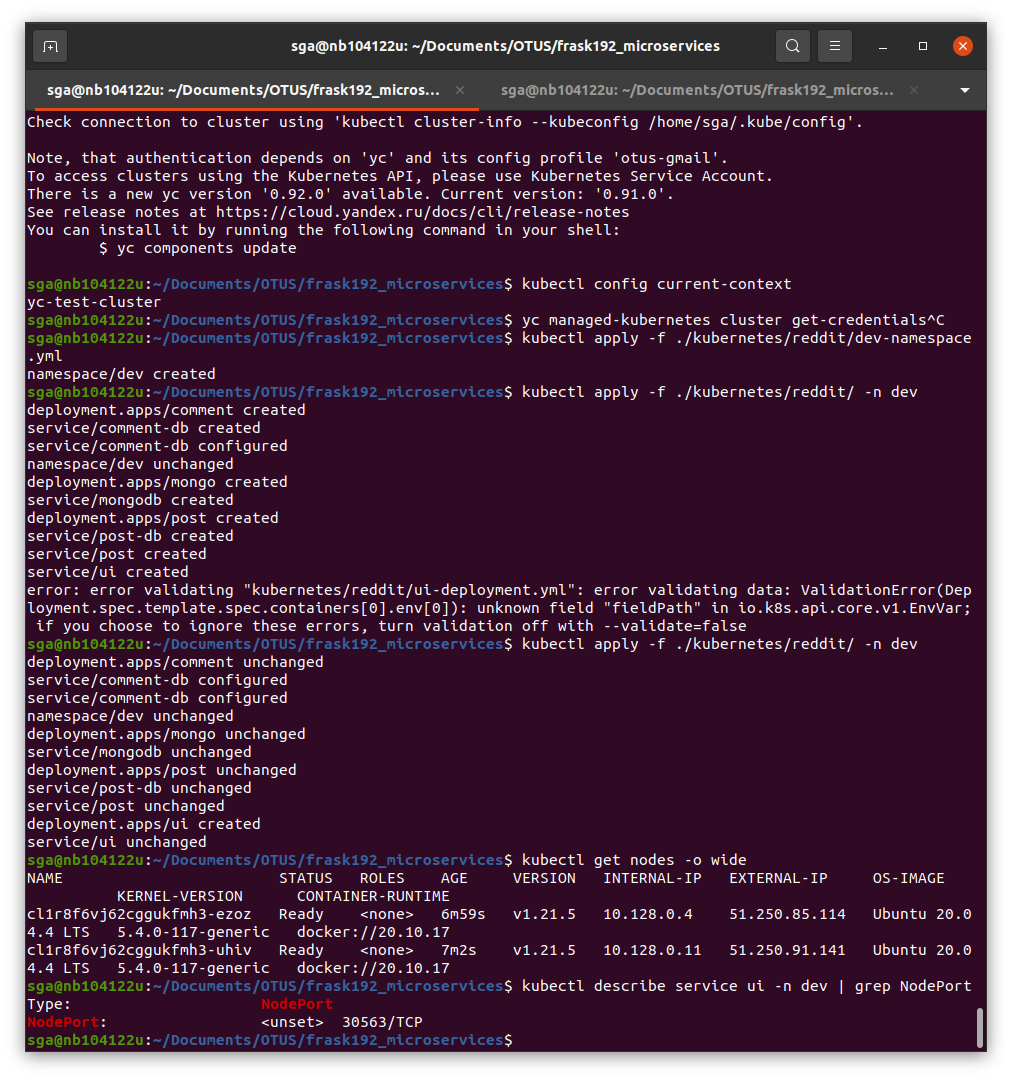 sga@nb104122u: ~/Documents/OTUS/frask192_microservices
sga@nb104122u: ~/Documents/OTUS/frask192_micros...
sga@nb104122u: ~/Documents/OTUS/frask192_micros...
Check connection to cluster using 'kubectl cluster-info --kubeconfig /home/sga/.kube/config'.
Note, that authentication depends on 'yc' and its config profile 'otus-gmail'.
To access clusters using the Kubernetes API, please use Kubernetes Service Account.
There is a new yc version '0.92.0' available. Current version: '0.91.0'.
See release notes at https://cloud.yandex.ru/docs/cli/release-notes
You can install it by running the following command in your shell:
        $ yc components update
sga@nb104122u:~/Documents/OTUS/frask192_microservices$ kubectl config current-context
yc-test-cluster
sga@nb104122u:~/Documents/OTUS/frask192_microservices$ yc managed-kubernetes cluster get-credentials^C
sga@nb104122u:~/Documents/OTUS/frask192_microservices$ kubectl apply -f ./kubernetes/reddit/dev-namespace
.yml
namespace/dev created
sga@nb104122u:~/Documents/OTUS/frask192_microservices$ kubectl apply -f ./kubernetes/reddit/ -n dev
deployment.apps/comment created
service/comment-db created
service/comment-db configured
namespace/dev unchanged
deployment.apps/mongo created
service/mongodb created
deployment.apps/post created
service/post-db created
service/post created
service/ui created
error: error validating "kubernetes/reddit/ui-deployment.yml": error validating data: ValidationError(Dep
loyment.spec.template.spec.containers[0].env[0]): unknown field "fieldPath" in io.k8s.api.core.v1.EnvVar;
 if you choose to ignore these errors, turn validation off with --validate=false
sga@nb104122u:~/Documents/OTUS/frask192_microservices$ kubectl apply -f ./kubernetes/reddit/ -n dev
deployment.apps/comment unchanged
service/comment-db configured
service/comment-db configured
namespace/dev unchanged
deployment.apps/mongo unchanged
service/mongodb unchanged
deployment.apps/post unchanged
service/post-db unchanged
service/post unchanged
deployment.apps/ui created
service/ui unchanged
sga@nb104122u:~/Documents/OTUS/frask192_microservices$ kubectl get nodes -o wide
NAME                        STATUS   ROLES    AGE     VERSION   INTERNAL-IP   EXTERNAL-IP     OS-IMAGE
          KERNEL-VERSION      CONTAINER-RUNTIME
cl1r8f6vj62cggukfmh3-ezoz   Ready    <none>   6m59s   v1.21.5   10.128.0.4    51.250.85.114   Ubuntu 20.0
4.4 LTS   5.4.0-117-generic   docker://20.10.17
cl1r8f6vj62cggukfmh3-uhiv   Ready    <none>   7m2s    v1.21.5   10.128.0.11   51.250.91.141   Ubuntu 20.0
4.4 LTS   5.4.0-117-generic   docker://20.10.17
sga@nb104122u:~/Documents/OTUS/frask192_microservices$ kubectl describe service ui -n dev | grep NodePort
Type:                     NodePort
NodePort:                 <unset>  30563/TCP
sga@nb104122u:~/Documents/OTUS/frask192_microservices$